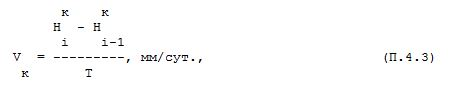 к к
Н - Н
i i-1
V = ---------, мм/сут., (П.4.3)
к Т